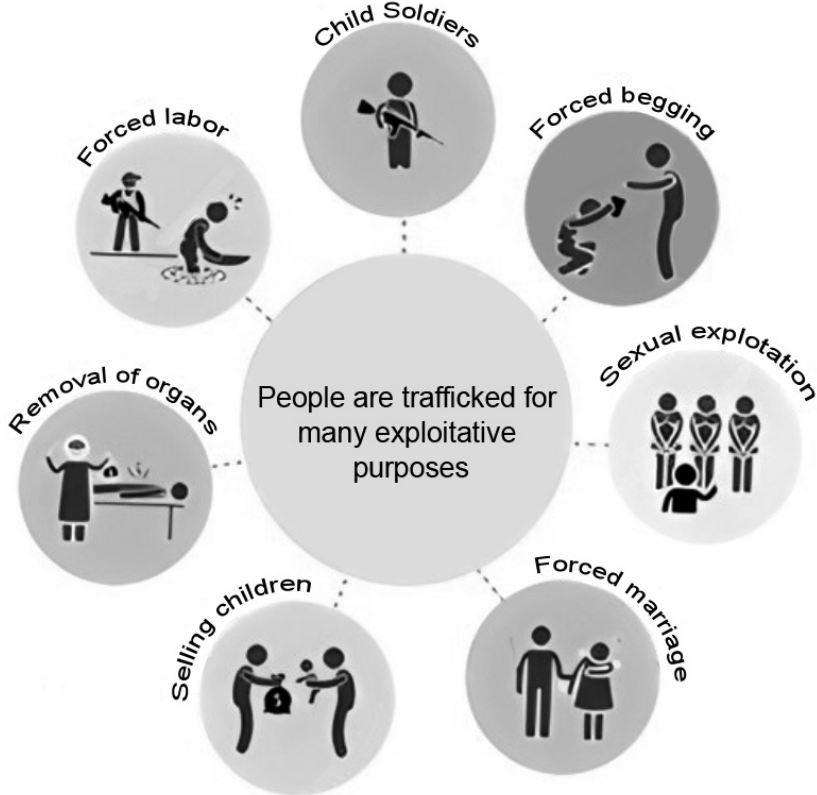 Child Soldiers
Forced begging
Sexual explotation
Forced marriage
Selling children
Removal of organs
Forced labor
People are trafficked for
many exploitative
purposes